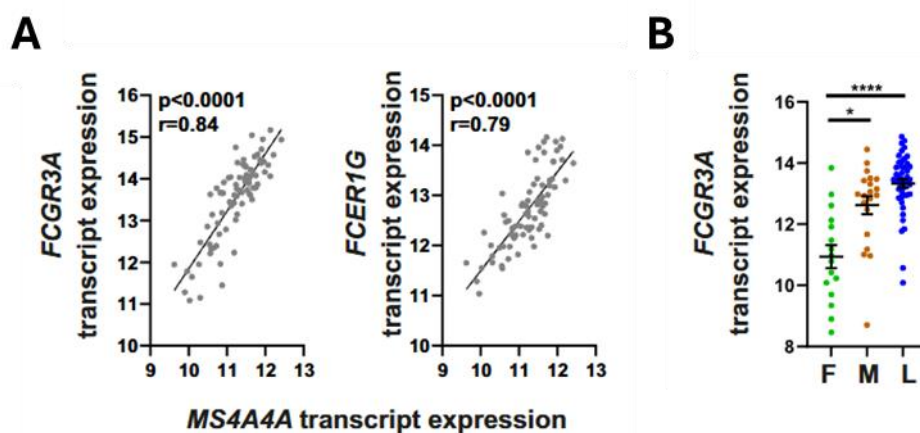 A
B
FCGR3A
transcript expression
16
15
14
13
12
11
10
p<0.0001
r=0.84
9 10 11 12 13
FCER1G
transcript expression
15
14
13
12
11
10
p<0.0001
r=0.79
9 10 11 12 13
MS4A4A transcript expression
FCGR3A
transcript expression
16
14
12
10
8
****
*
F M L